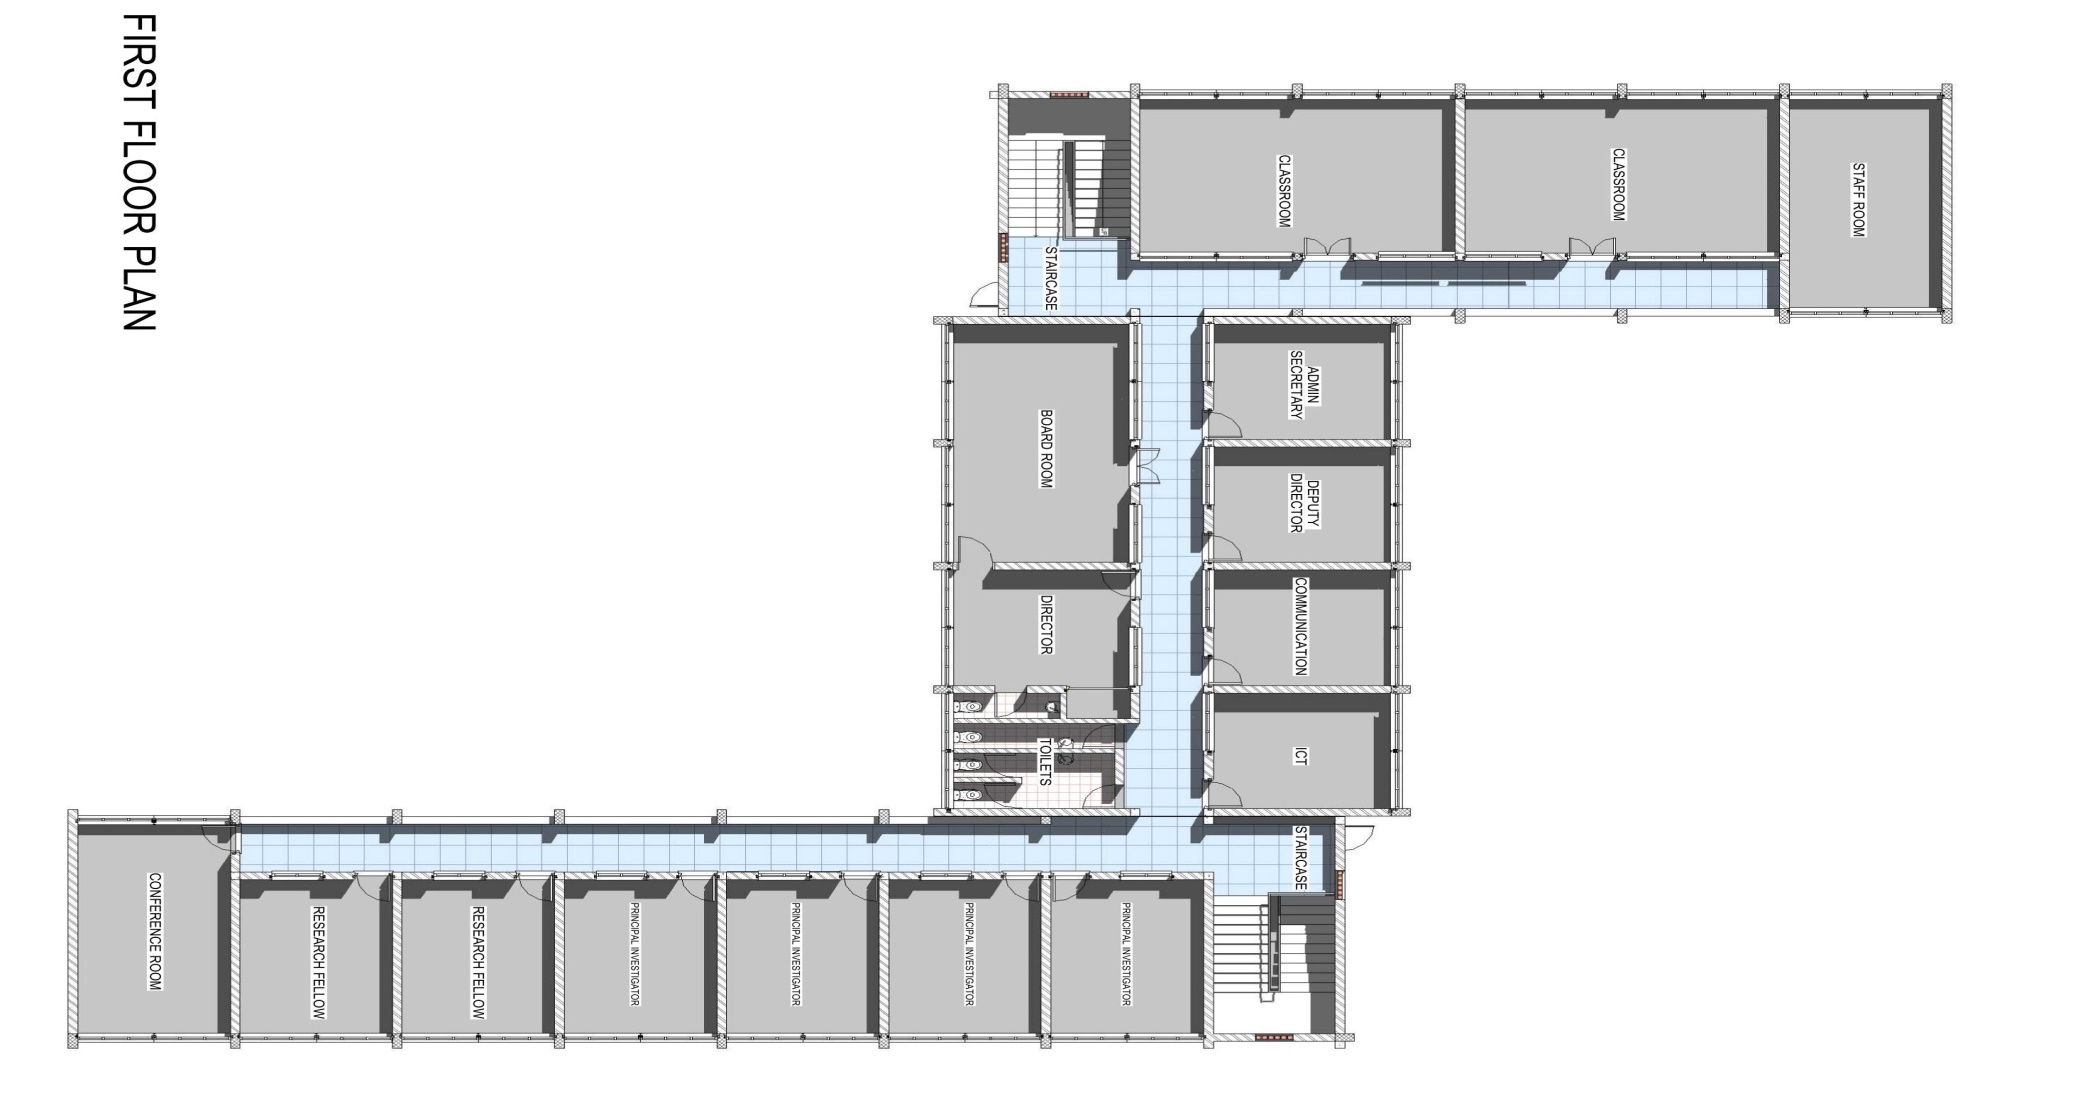 FIRST FLOOR PLAN
STAFF ROOM
CLASSROOM
CLASSROOM
STAIRCASE
ADMIN
SECRETARY
BOARD ROOM
DEPUTY
DIRECTOR
COMMUNICATION
DIRECTOR
ICT
TOILETS
STAIRCASE
CONFERENCE ROOM
RESEARCH FELLOW
RESEARCH FELLOW
PRINCIPAL INVESTIGATOR
PRINCIPAL INVESTIGATOR
PRINCIPAL INVESTIGATOR
PRINCIPAL INVESTIGATOR